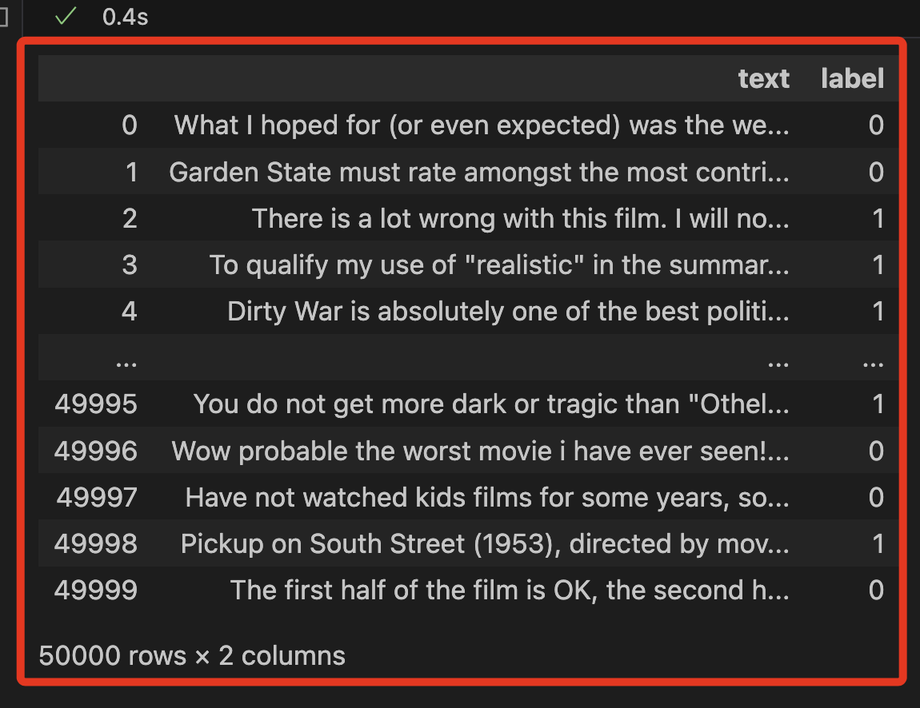 ✓ 0.4s
text label
0 What I hoped for (or even expected) was the we... 0
1 Garden State must rate amongst the most contri... 0
2 There is a lot wrong with this film. I will no... 1
3 To qualify my use of "realistic" in the summar... 1
4 Dirty War is absolutely one of the best politi... 1
... ... ...
49995 You do not get more dark or tragic than "Othel... 1
49996 Wow probable the worst movie i have ever seen!... 0
49997 Have not watched kids films for some years, so... 0
49998 Pickup on South Street (1953), directed by mov... 1
49999 The first half of the film is OK, the second h... 0
50000 rows × 2 columns